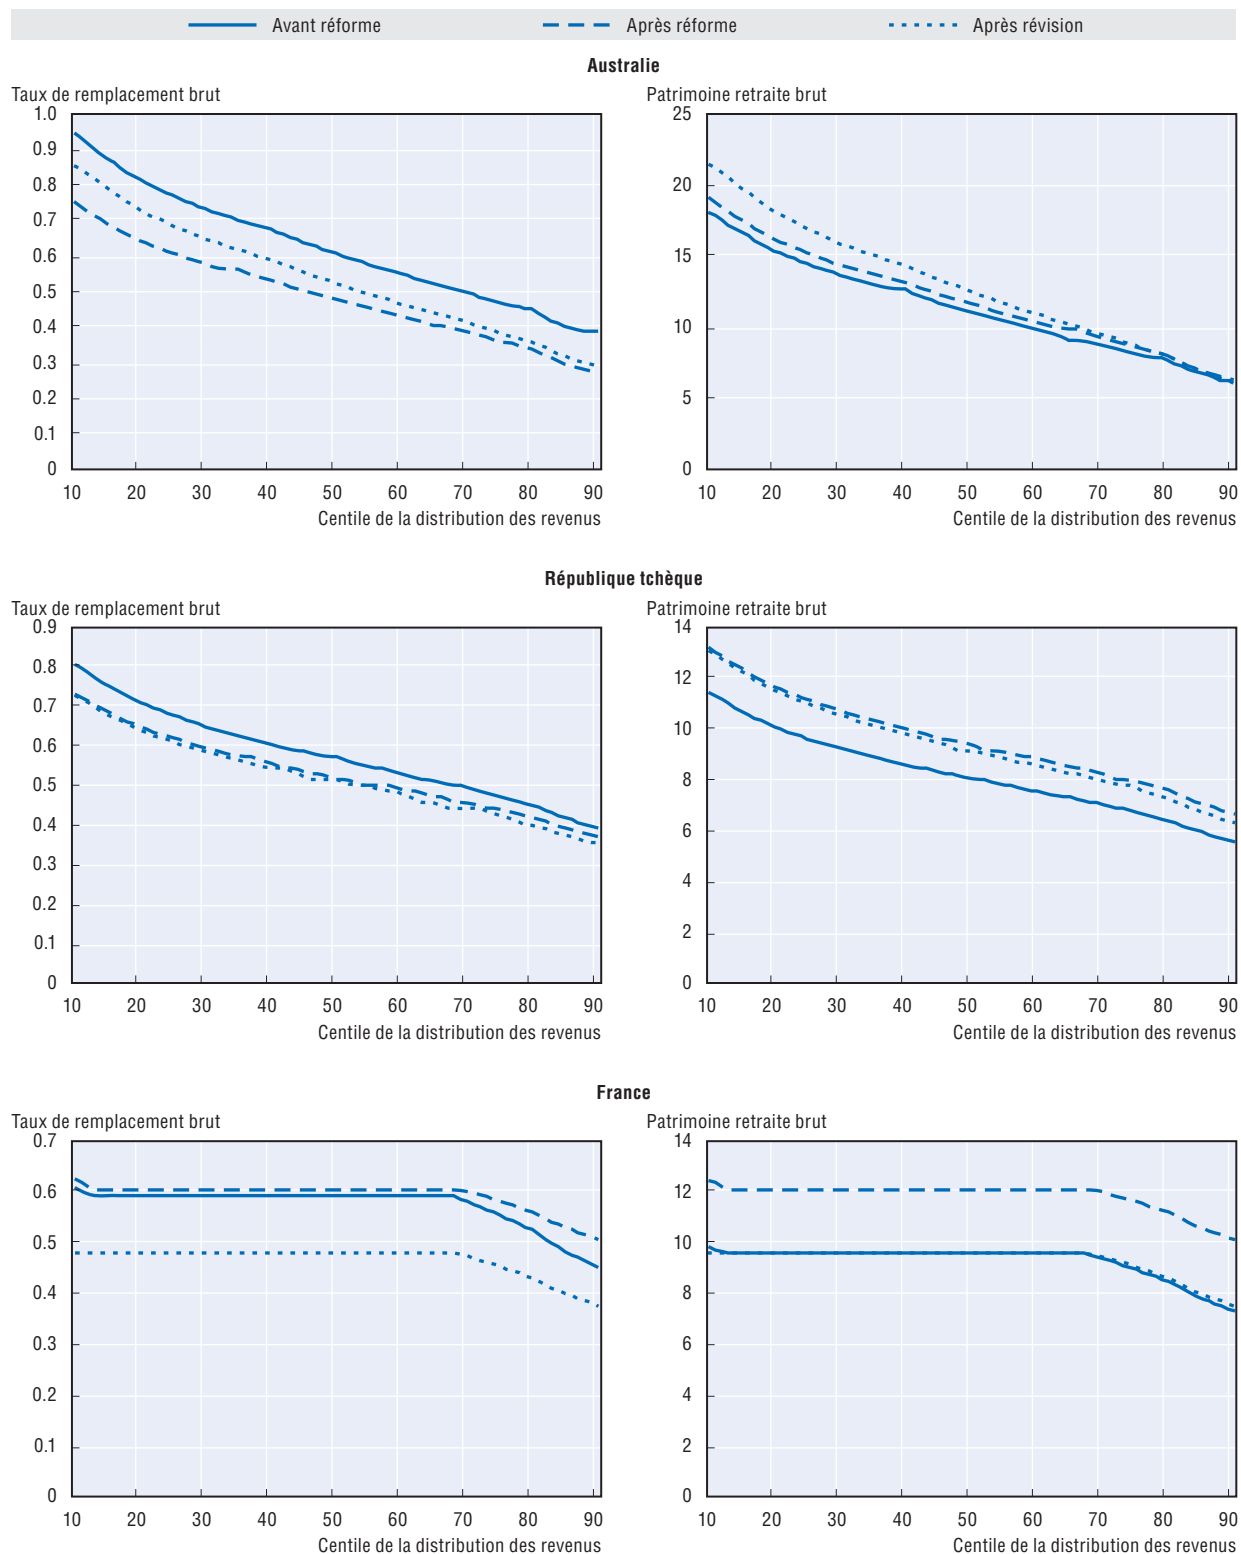 Avant réforme
Après réforme
Après révision
Australie
Taux de remplacement brut
1.0
0.9
0.8
0.7
0.6
0.5
0.4
0.3
0.2
0.1
0
10 20 30 40 50 60 70 80 90
Centile de la distribution des revenus
Patrimoine retraite brut
25
20
15
10
5
0
10 20 30 40 50 60 70 80 90
Centile de la distribution des revenus
République tchèque
Taux de remplacement brut
0.9
0.8
0.7
0.6
0.5
0.4
0.3
0.2
0.1
0
10 20 30 40 50 60 70 80 90
Centile de la distribution des revenus
Patrimoine retraite brut
14
12
10
8
6
4
2
0
10 20 30 40 50 60 70 80 90
Centile de la distribution des revenus
France
Taux de remplacement brut
0.7
0.6
0.5
0.4
0.3
0.2
0.1
0
10 20 30 40 50 60 70 80 90
Centile de la distribution des revenus
Patrimoine retraite brut
14
12
10
8
6
4
2
0
10 20 30 40 50 60 70 80 90
Centile de la distribution des revenus